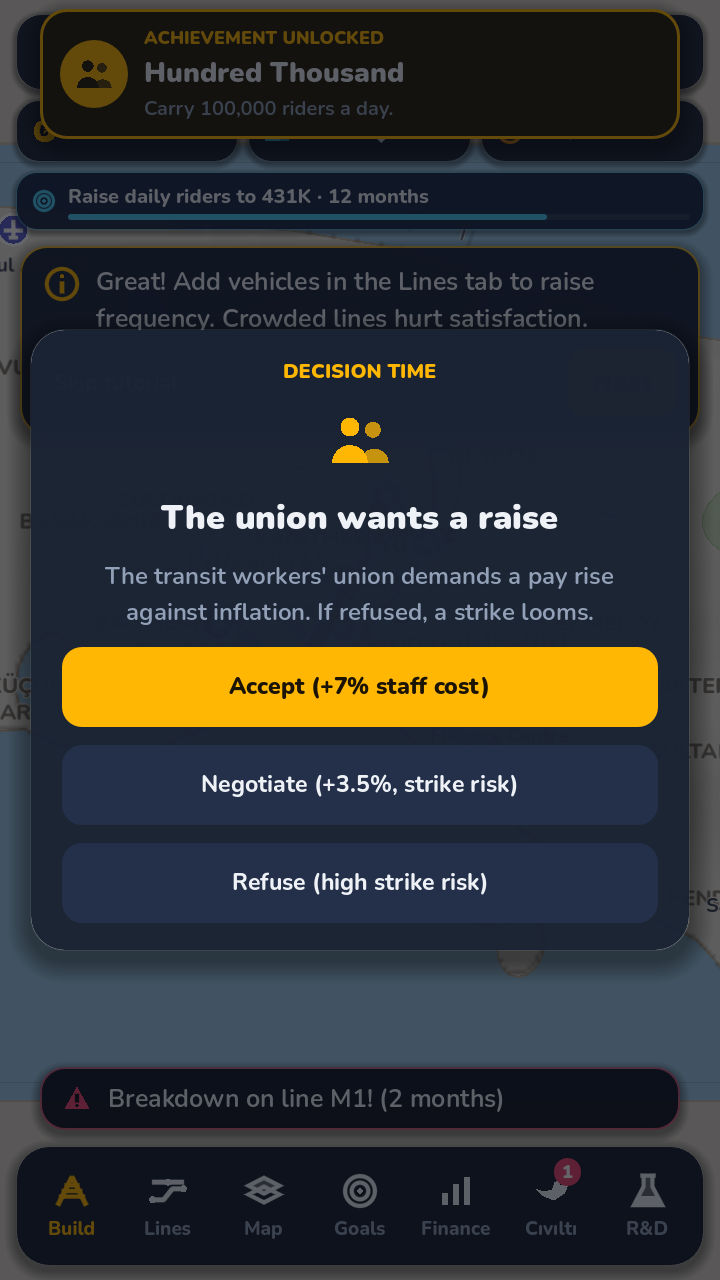 ACHIEVEMENT UNLOCKED
Hundred Thousand
Carry 100,000 riders a day.
Raise daily riders to 431K · 12 months
Great! Add vehicles in the Lines tab to raise
frequency. Crowded lines hurt satisfaction.
DECISION TIME
The union wants a raise
The transit workers' union demands a pay rise
against inflation. If refused, a strike looms.
Accept (+7% staff cost)
Negotiate (+3.5%, strike risk)
Refuse (high strike risk)
Breakdown on line M1! (2 months)
1
Build
Lines
Map
Goals
Finance
Cıvıltı
R&D